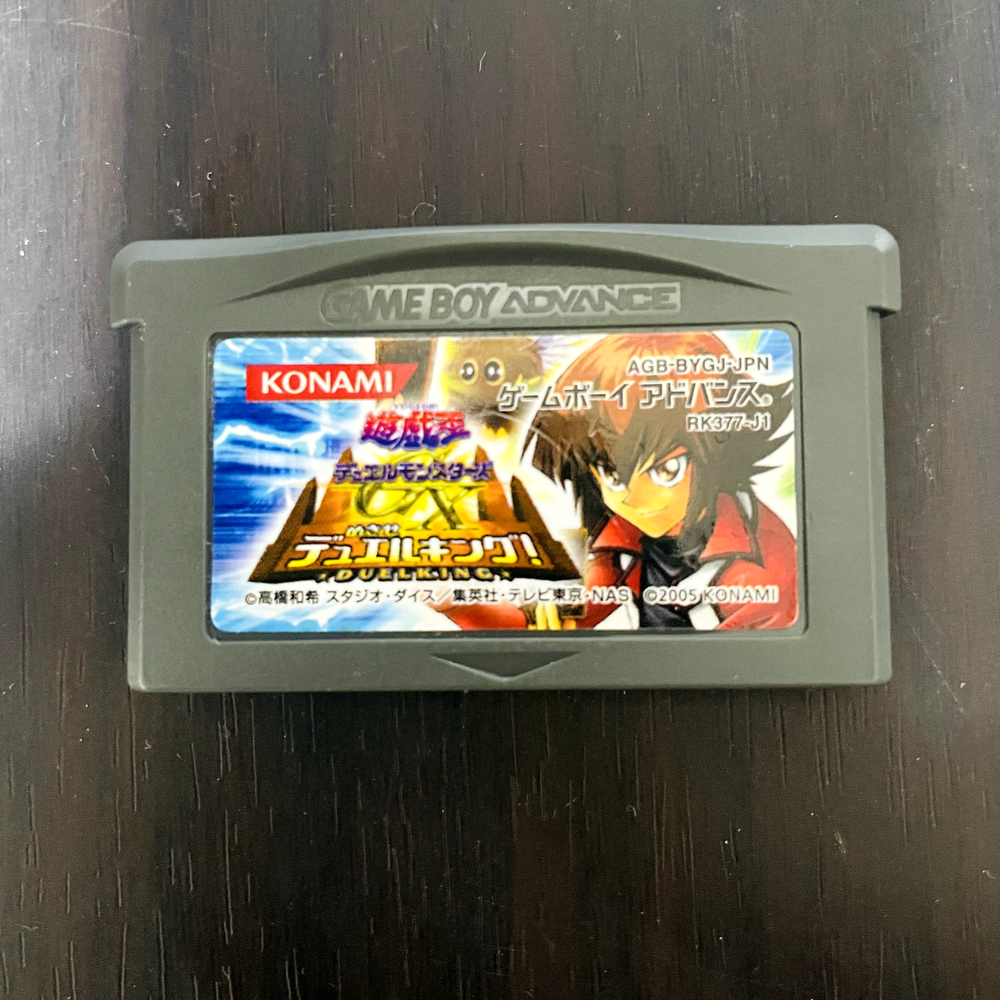 GAME BOY ADVANCE
KONAMI
AGB-BYGJ-JPN
ゲームボーイ アドバンス®
RK377-J1
遊戯王
デュエルモンスターズ
GX
めざせ
デュエルキング!
★DUELKING★
©高橋和希 スタジオ・ダイス/集英社・テレビ東京・NAS ©2005 KONAMI